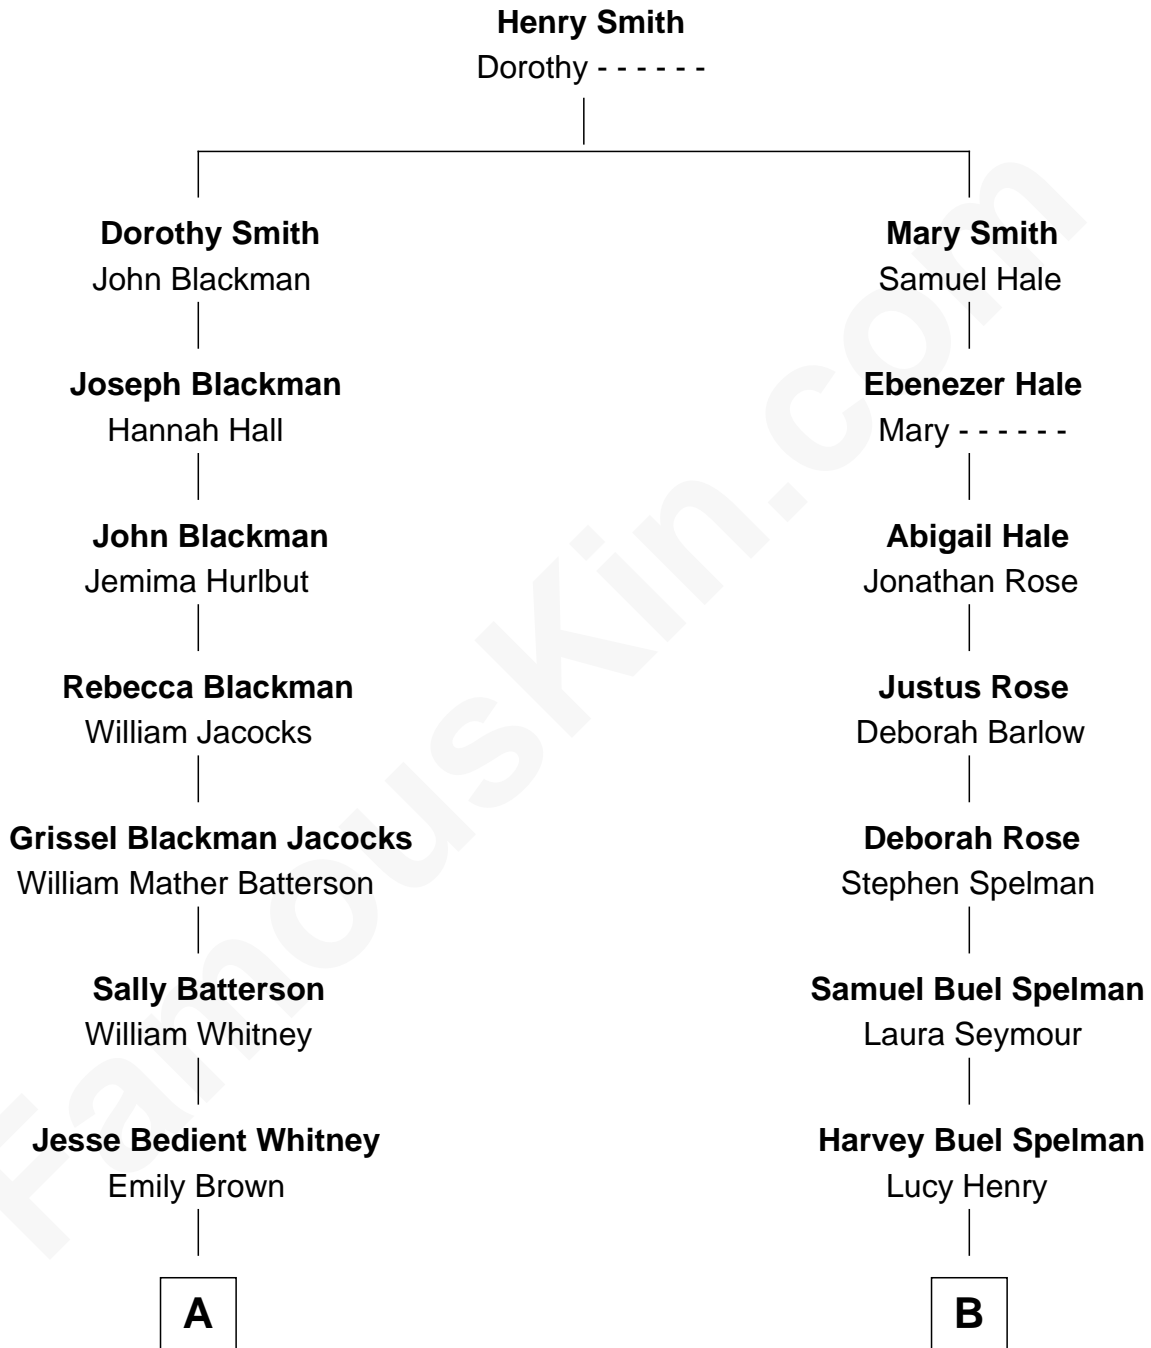 Henry Smith
Dorothy - - - - - -
Dorothy Smith
John Blackman
Mary Smith
Samuel Hale
Joseph Blackman
Hannah Hall
Ebenezer Hale
Mary - - - - - -
John Blackman
Jemima Hurlbut
Abigail Hale
Jonathan Rose
Rebecca Blackman
William Jacocks
Justus Rose
Deborah Barlow
Grissel Blackman Jacocks
William Mather Batterson
Deborah Rose
Stephen Spelman
Sally Batterson
William Whitney
Samuel Buel Spelman
Laura Seymour
Jesse Bedient Whitney
Emily Brown
Harvey Buel Spelman
Lucy Henry
A
B
FamousKin.com